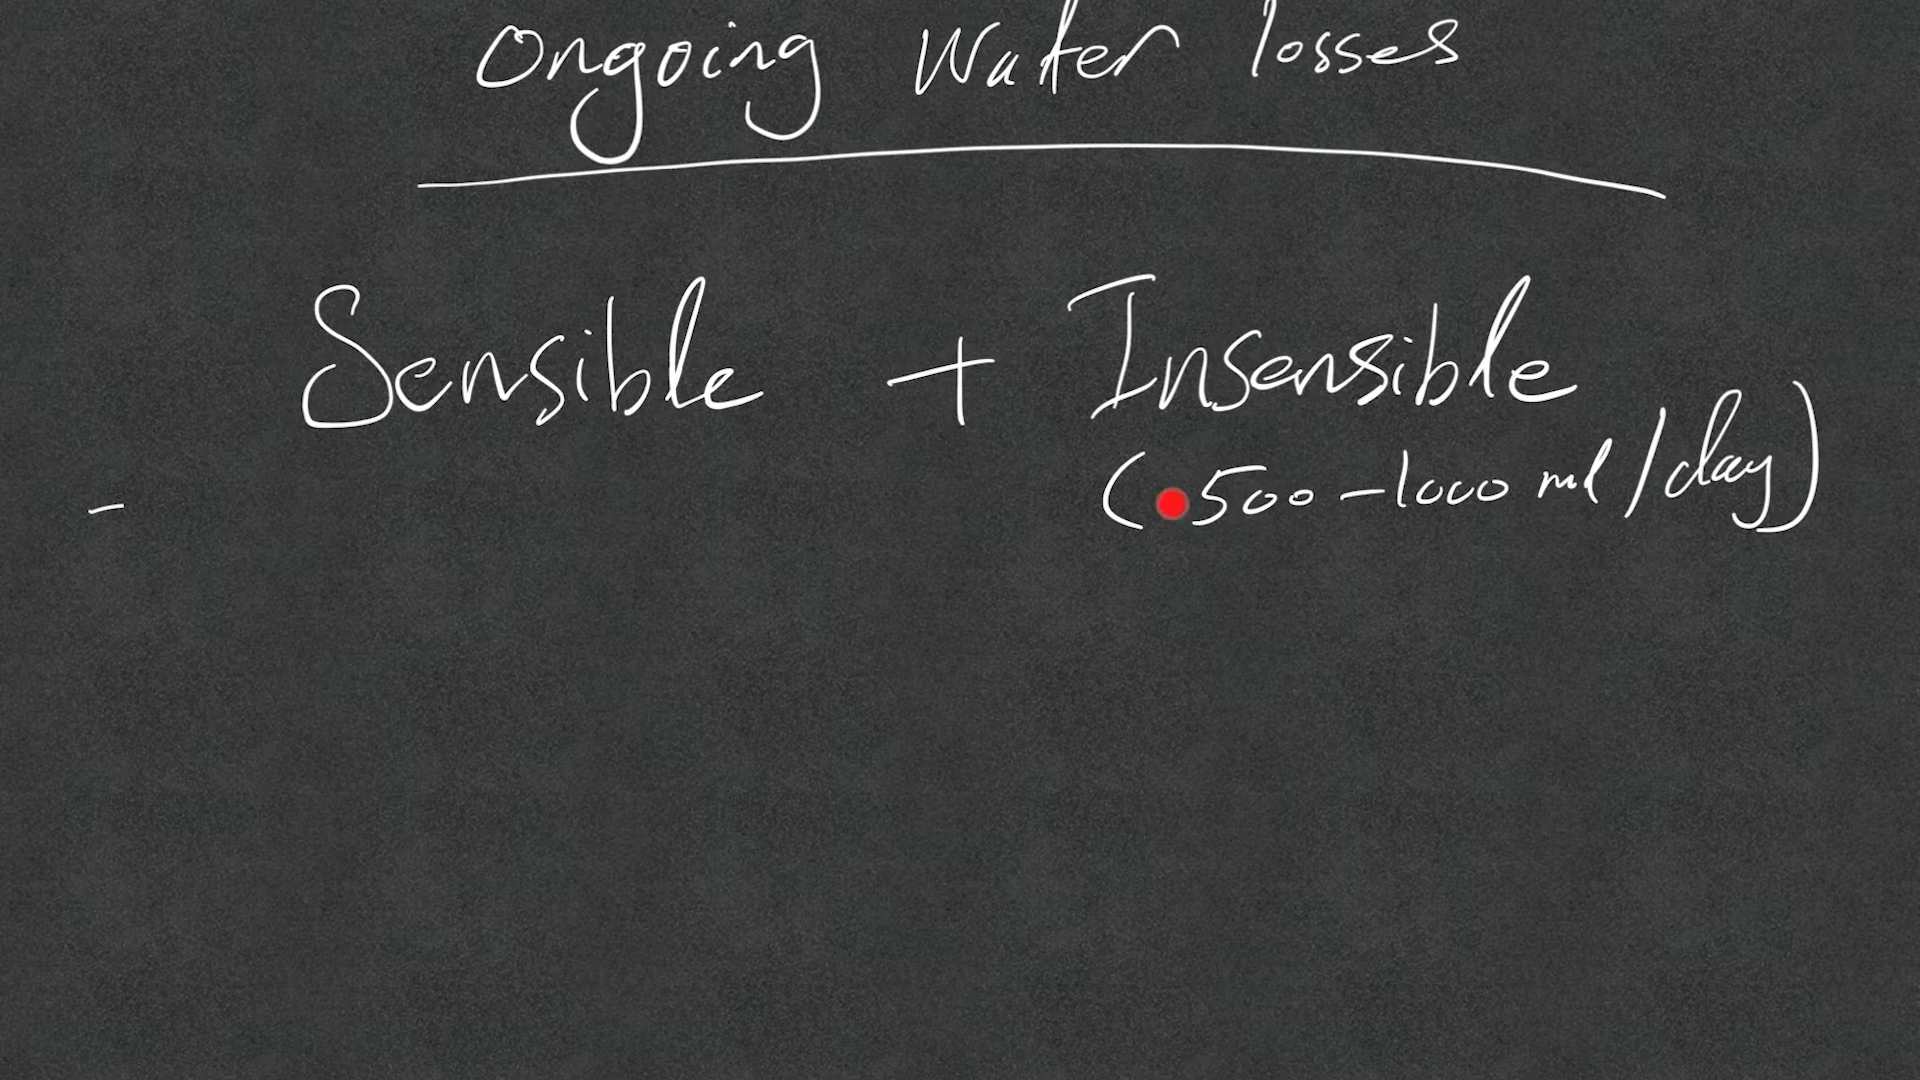 Ongoing Water losses
Sensible + Insensible
(500-1000 ml/day)
-